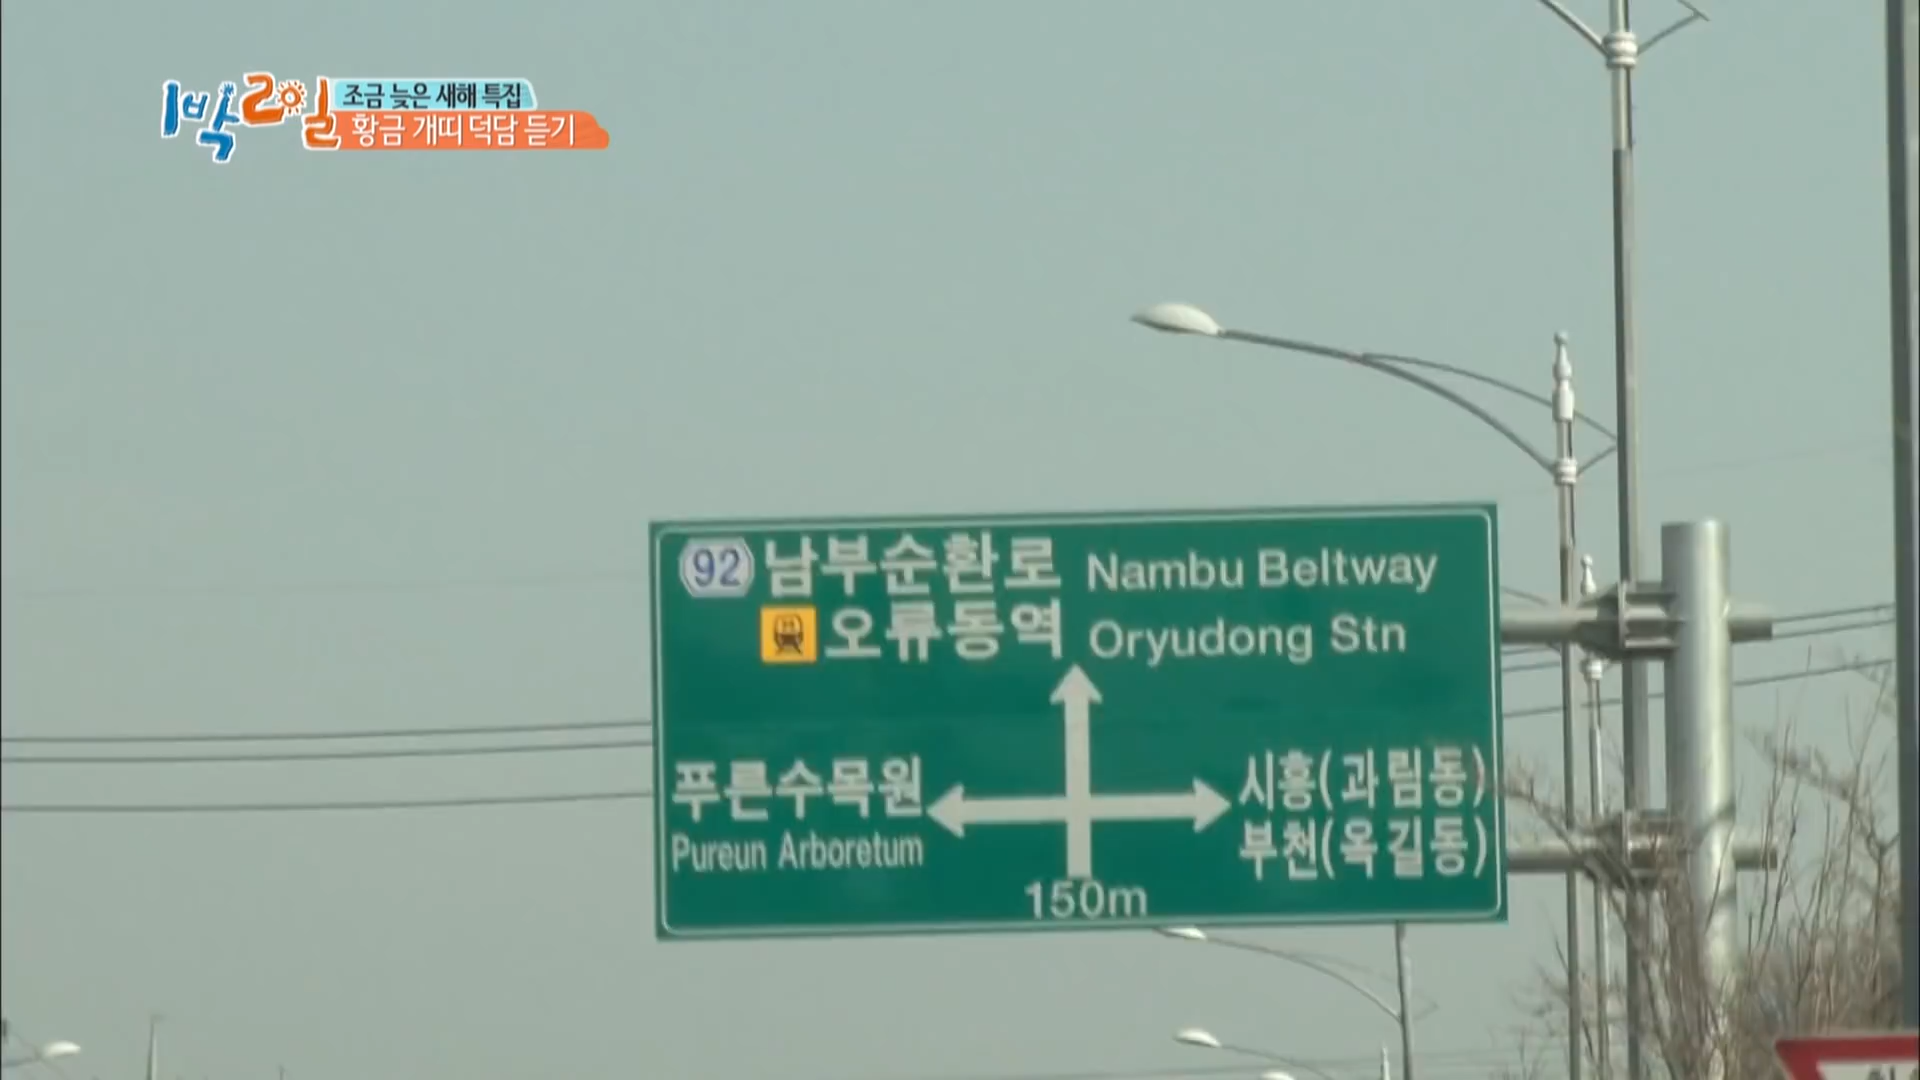 1박2일
조금 늦은 새해 특집
황금 개띠 덕담 듣기
92 남부순환로 Nambu Beltway
오류동역 Oryudong Stn
푸른수목원
Pureun Arboretum
시흥(과림동)
부천(옥길동)
150m